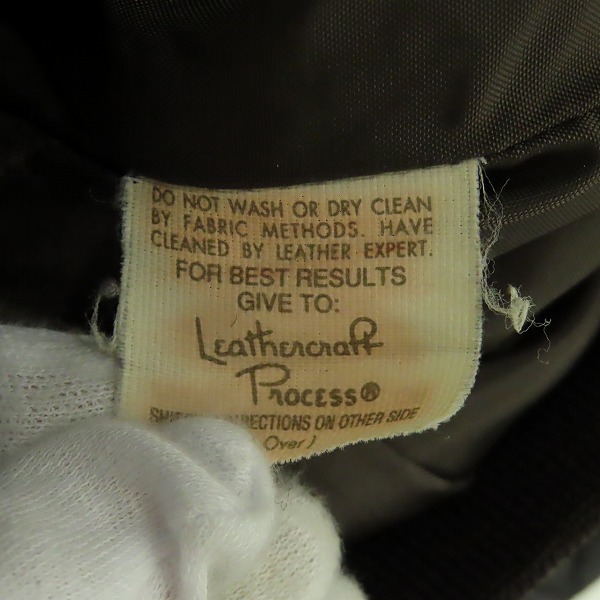 DO NOT WASH OR DRY CLEAN
BY FABRIC METHODS. HAVE
CLEANED BY LEATHER EXPERT.
FOR BEST RESULTS
GIVE TO:
Leathercraft
Process®
DIRECTIONS ON OTHER SIDE
Over)